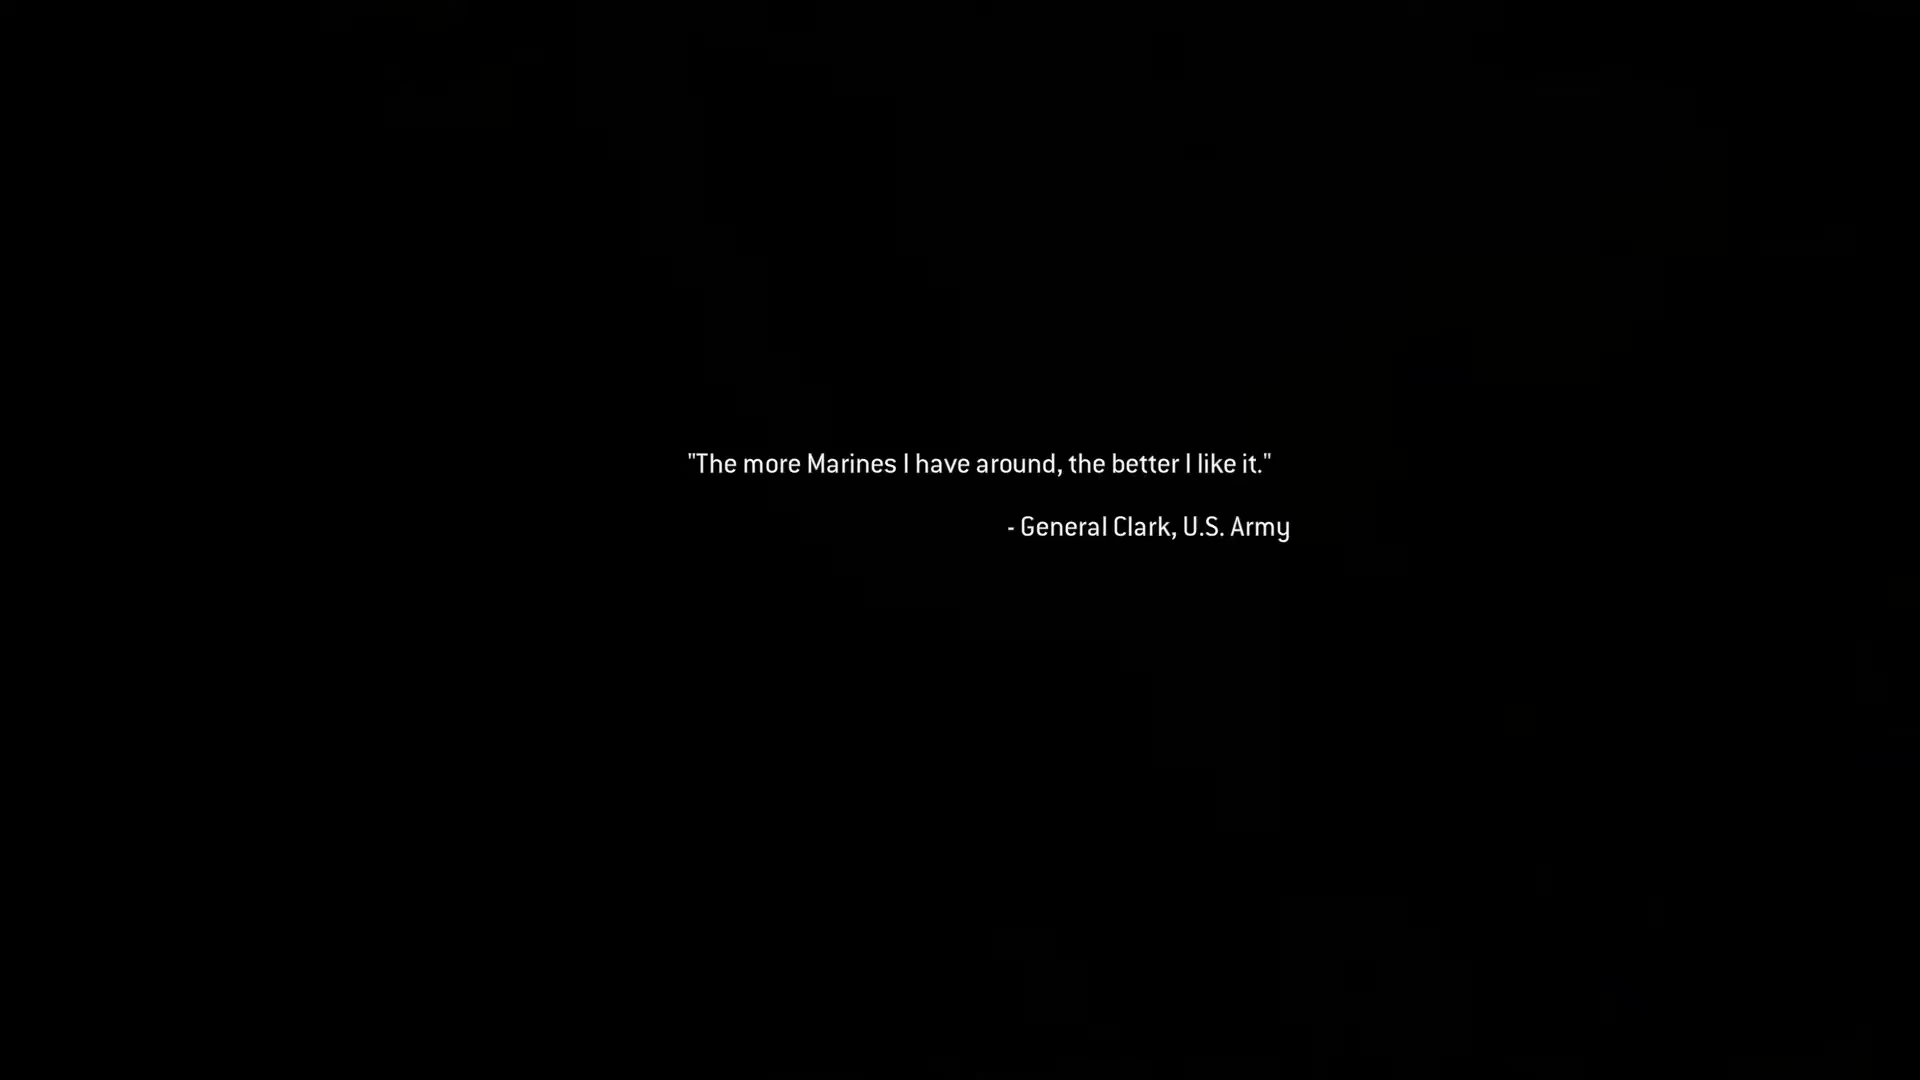 "The more Marines I have around, the better I like it."
- General Clark, U.S. Army